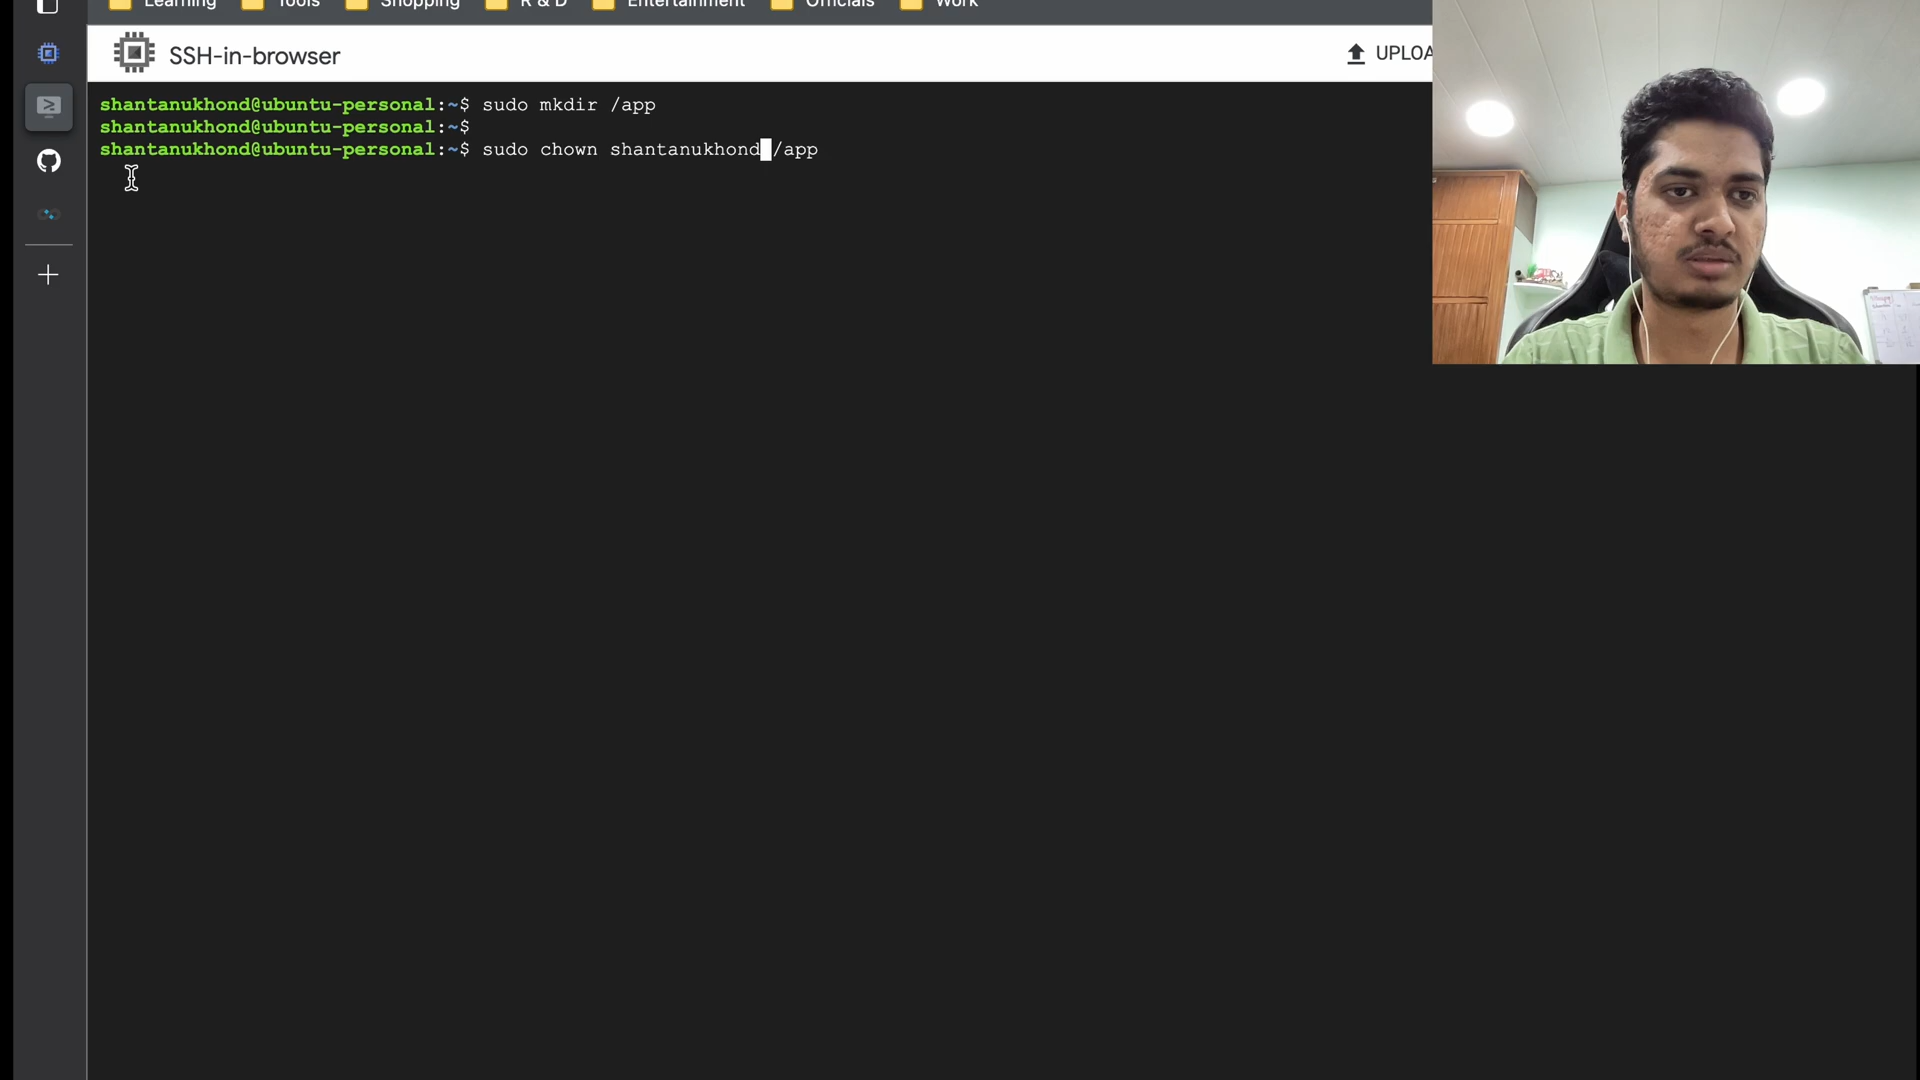 Learning Tools Shopping R & D Entertainment Officials Work
SSH-in-browser UPLOA
shantanukhond@ubuntu-personal:~$ sudo mkdir /app
shantanukhond@ubuntu-personal:~$
shantanukhond@ubuntu-personal:~$ sudo chown shantanukhond /app